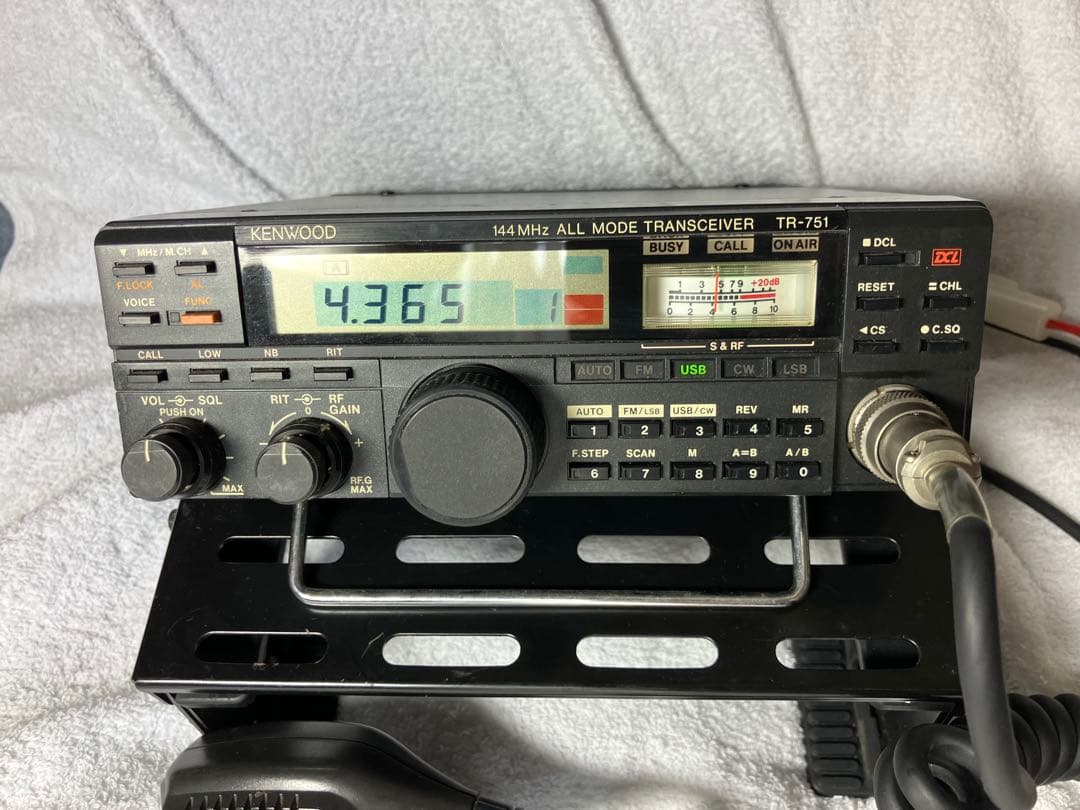 KENWOOD 144MHz ALL MODE TRANSCEIVER TR-751
▼ MHz/M.CH ▲
F.LOCK AL
VOICE FUNC
A
4.365 1
BUSY CALL ON AIR
1 3 5 7 9 +20dB
0 2 4 6 8 10
S & RF
■ DCL DCL
RESET CHL
◀ CS ● C.SQ
CALL LOW NB RIT
AUTO FM USB CW LSB
VOL SQL
PUSH ON
MAX
RIT RF
0 GAIN
- +
RF.G
MAX
AUTO FM/LSB USB/CW REV MR
1 2 3 4 5
F.STEP SCAN M A=B A/B
6 7 8 9 0